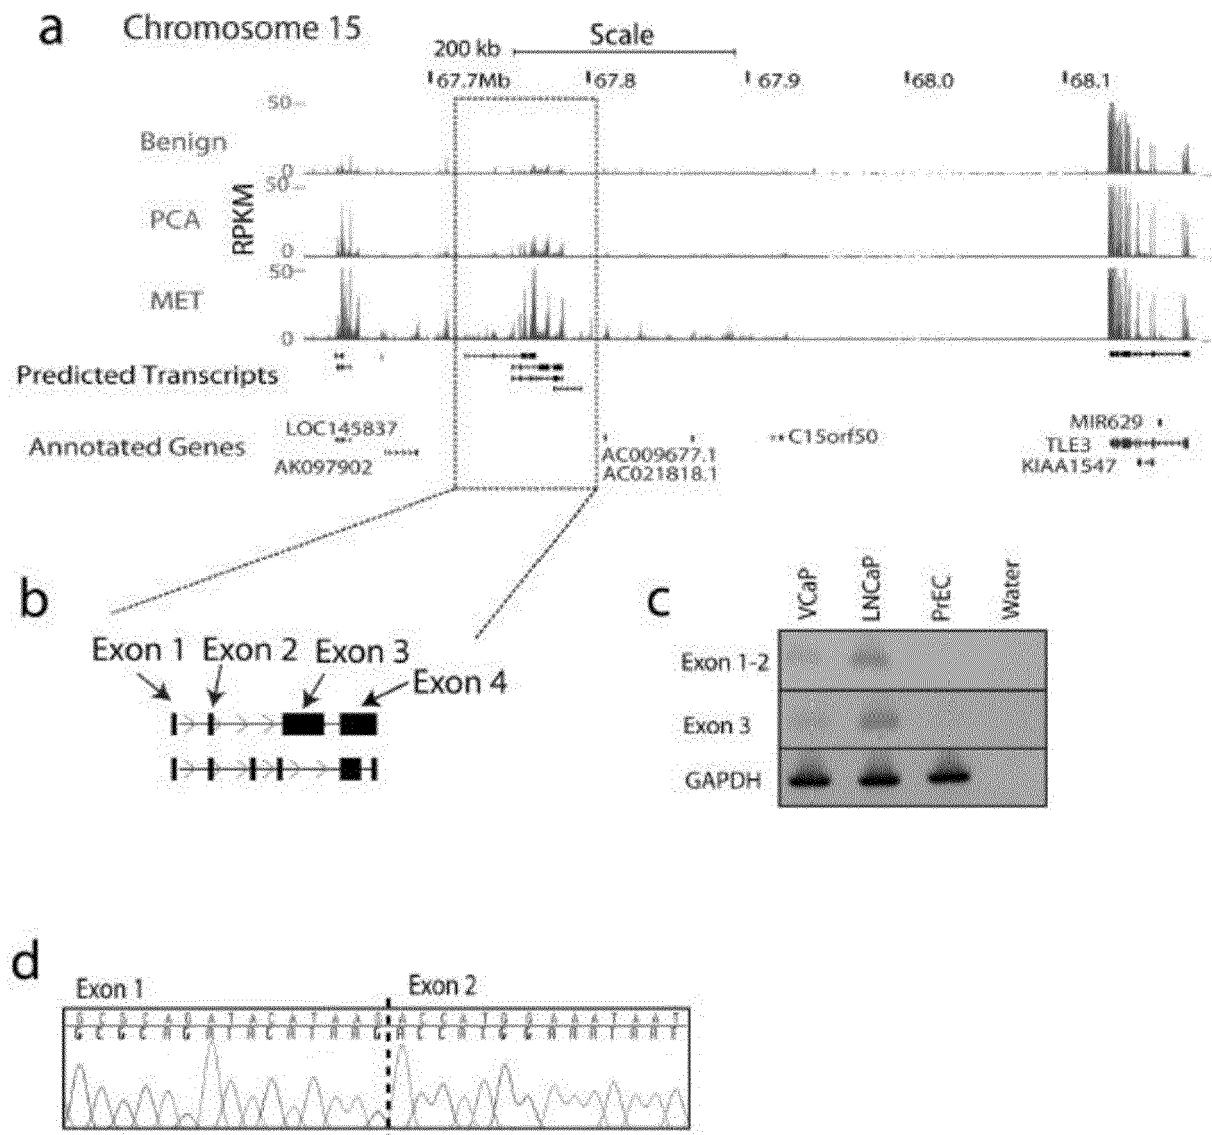 a Chromosome 15
200 kb Scale
67.7Mb 67.8 67.9 68.0 68.1
50
Benign
0
50
PCA
RPKM
0
50
MET
0
Predicted Transcripts
LOC145837
Annotated Genes
AK097902
AC009677.1
AC021818.1
C15orf50
MIR629
TLE3
KIAA1547
b
Exon 1 Exon 2 Exon 3
Exon 4
c
VCaP LNCaP PrEC Water
Exon 1-2
Exon 3
GAPDH
d
Exon 1 Exon 2